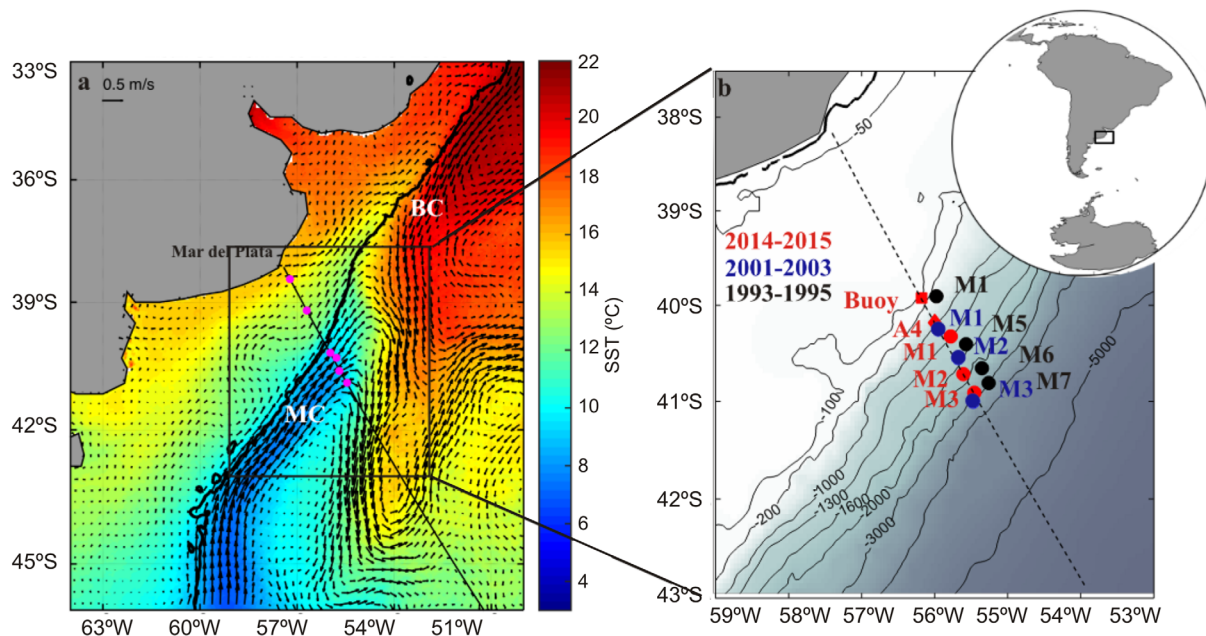 a
0.5 m/s
33°S
36°S
39°S
42°S
45°S
63°W
60°W
57°W
54°W
51°W
BC
Mar del Plata
MC
22
20
18
16
14
12
10
8
6
4
SST (ºC)
b
38°S
39°S
40°S
41°S
42°S
43°S
59°W
58°W
57°W
56°W
55°W
54°W
53°W
2014-2015
2001-2003
1993-1995
Buoy
M1
A4
M1
M5
M1
M2
M6
M2
M7
M3
M3
-50
-100
-200
-1000
-1300
-1600
-2000
-3000
-5000